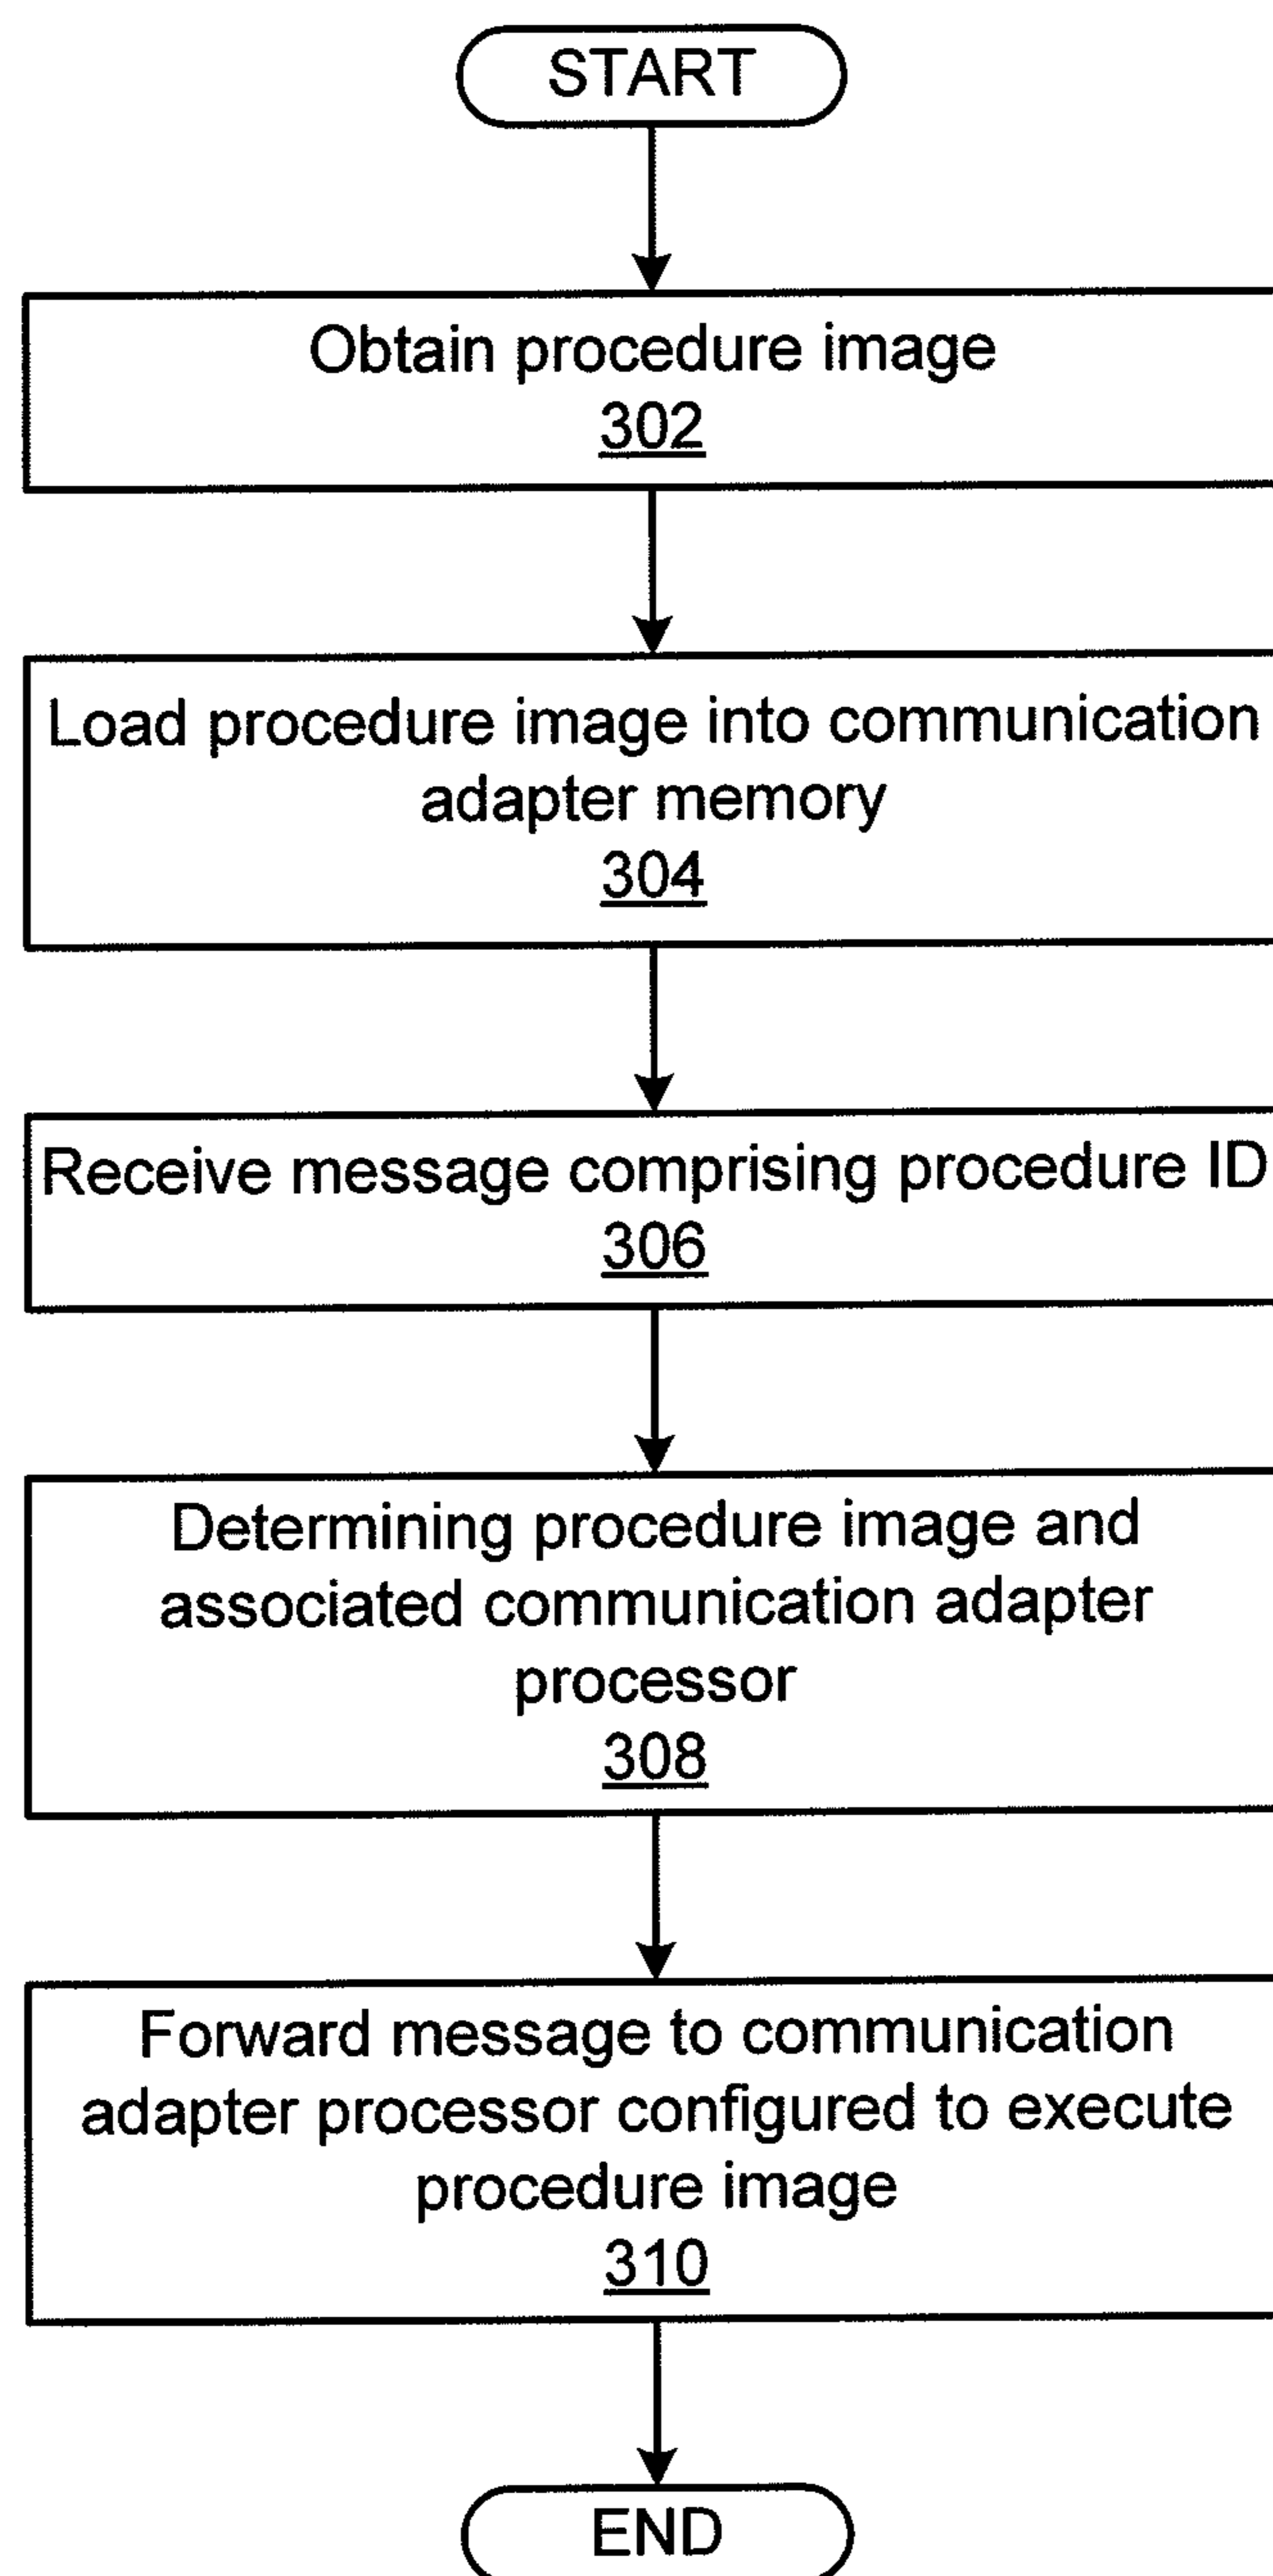 START
Obtain procedure image
302
Load procedure image into communication
adapter memory
304
Receive message comprising procedure ID
306
Determining procedure image and
associated communication adapter
processor
308
Forward message to communication
adapter processor configured to execute
procedure image
310
END